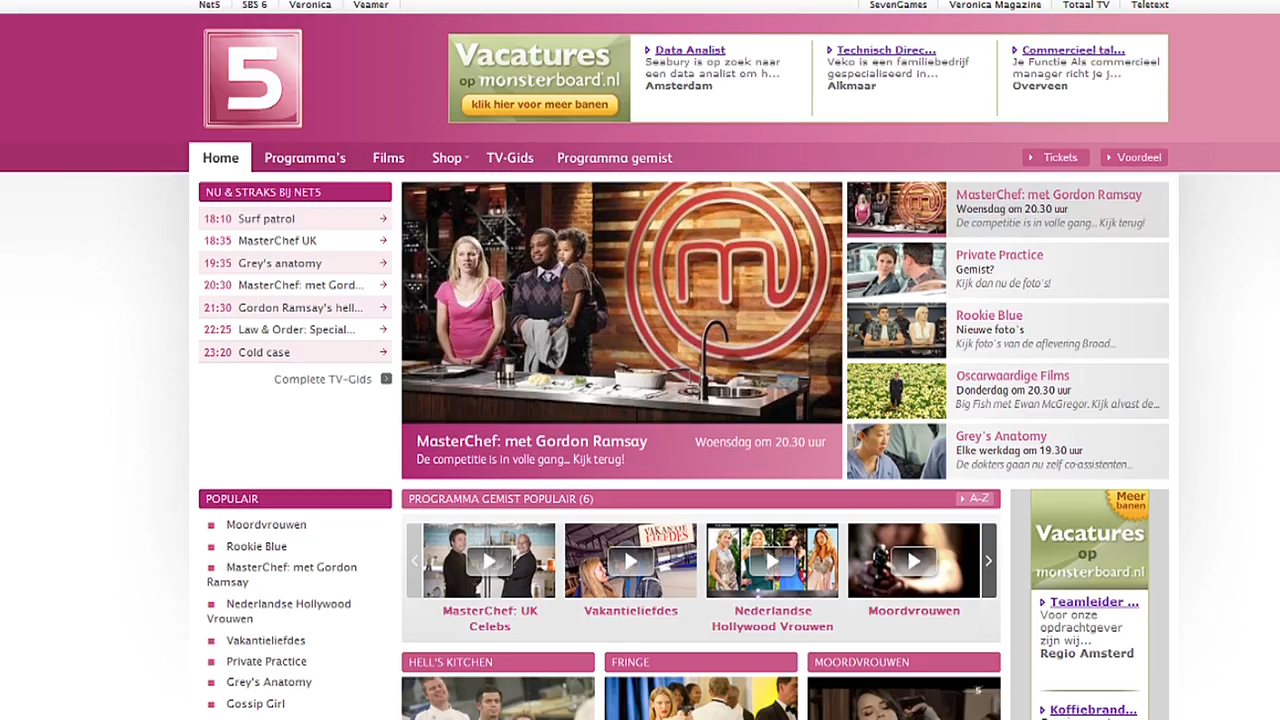 Net5 SBS 6 Veronica Veamer SevenGames Veronica Magazine Totaal TV Teletext
5
Vacatures
op monsterboard.nl
klik hier voor meer banen
Data Analist
Seabury is op zoek naar
een data analist om h...
Amsterdam
Technisch Direc...
Veko is een familiebedrijf
gespecialiseerd in...
Alkmaar
Commercieel tal...
Je Functie Als commercieel
manager richt je j...
Overveen
Home Programma's Films Shop TV-Gids Programma gemist Tickets Voordeel
NU & STRAKS BIJ NET5
18:10 Surf patrol
18:35 MasterChef UK
19:35 Grey's anatomy
20:30 MasterChef: met Gord...
21:30 Gordon Ramsay's hell...
22:25 Law & Order: Special...
23:20 Cold case
Complete TV-Gids
m
MasterChef: met Gordon Ramsay Woensdag om 20.30 uur
De competitie is in volle gang... Kijk terug!
MasterChef: met Gordon Ramsay
Woensdag om 20.30 uur
De competitie is in volle gang... Kijk terug!
Private Practice
Gemist?
Kijk dan nu de foto's!
Rookie Blue
Nieuwe foto's
Kijk foto's van de aflevering Broad...
Oscarwaardige Films
Donderdag om 20.30 uur
Big Fish met Ewan McGregor. Kijk alvast de...
Grey's Anatomy
Elke werkdag om 19.30 uur
De dokters gaan nu zelf co-assistenten...
POPULAIR
Moordvrouwen
Rookie Blue
MasterChef: met Gordon
Ramsay
Nederlandse Hollywood
Vrouwen
Vakantieliefdes
Private Practice
Grey's Anatomy
Gossip Girl
PROGRAMMA GEMIST POPULAIR (6) A-Z
VAKANTIE
LIEFDES
MasterChef: UK
Celebs
Vakantieliefdes
Nederlandse
Hollywood Vrouwen
Moordvrouwen
HELL'S KITCHEN FRINGE MOORDVROUWEN
5
Meer
banen
Vacatures
op
monsterboard.nl
Teamleider ...
Voor onze
opdrachtgever
zijn wij...
Regio Amsterd
Koffiebrand...